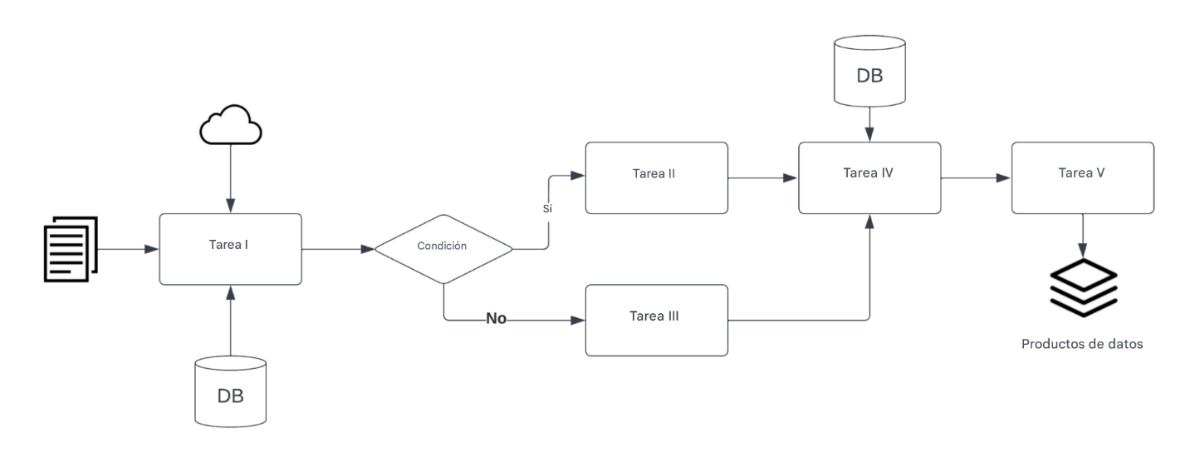 DB
Tarea II
Tarea IV
Tarea V
Sí
Tarea I
Condición
No
Tarea III
Productos de datos
DB